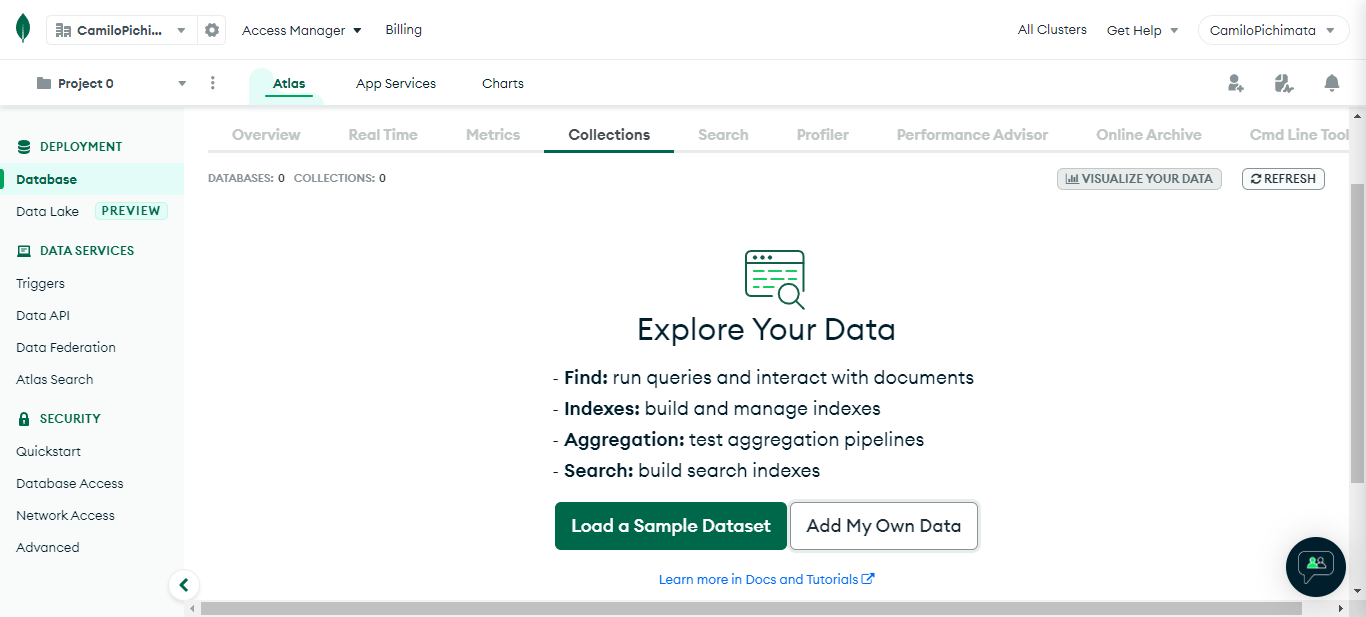 CamiloPichi... Access Manager Billing All Clusters Get Help CamiloPichimata
Project 0 Atlas App Services Charts
Overview Real Time Metrics Collections Search Profiler Performance Advisor Online Archive Cmd Line Tool
DATABASES: 0 COLLECTIONS: 0 VISUALIZE YOUR DATA REFRESH
DEPLOYMENT
Database
Data Lake PREVIEW
DATA SERVICES
Triggers
Data API
Data Federation
Atlas Search
SECURITY
Quickstart
Database Access
Network Access
Advanced
Explore Your Data
- Find: run queries and interact with documents
- Indexes: build and manage indexes
- Aggregation: test aggregation pipelines
- Search: build search indexes
Load a Sample Dataset Add My Own Data
Learn more in Docs and Tutorials